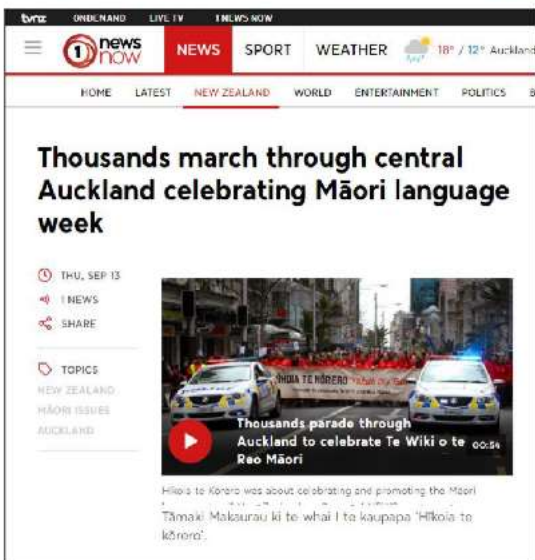 tvnz ONDEMAND LIVE TV 1 NEWS NOW
1 news now NEWS SPORT WEATHER 18° / 12° Auckland
HOME LATEST NEW ZEALAND WORLD ENTERTAINMENT POLITICS
Thousands march through central
Auckland celebrating Māori language
week
THU, SEP 13
1 NEWS
SHARE
TOPICS
NEW ZEALAND
MĀORI ISSUES
AUCKLAND
HĪKOIA TE KŌRERO
Thousands parade through
Auckland to celebrate Te Wiki o te
Reo Māori
00:54
Hīkoia te Kōrero was about celebrating and promoting the Māori
Tāmaki Makaurau ki te whai I te kaupapa 'Hīkoia te
kōrero'.